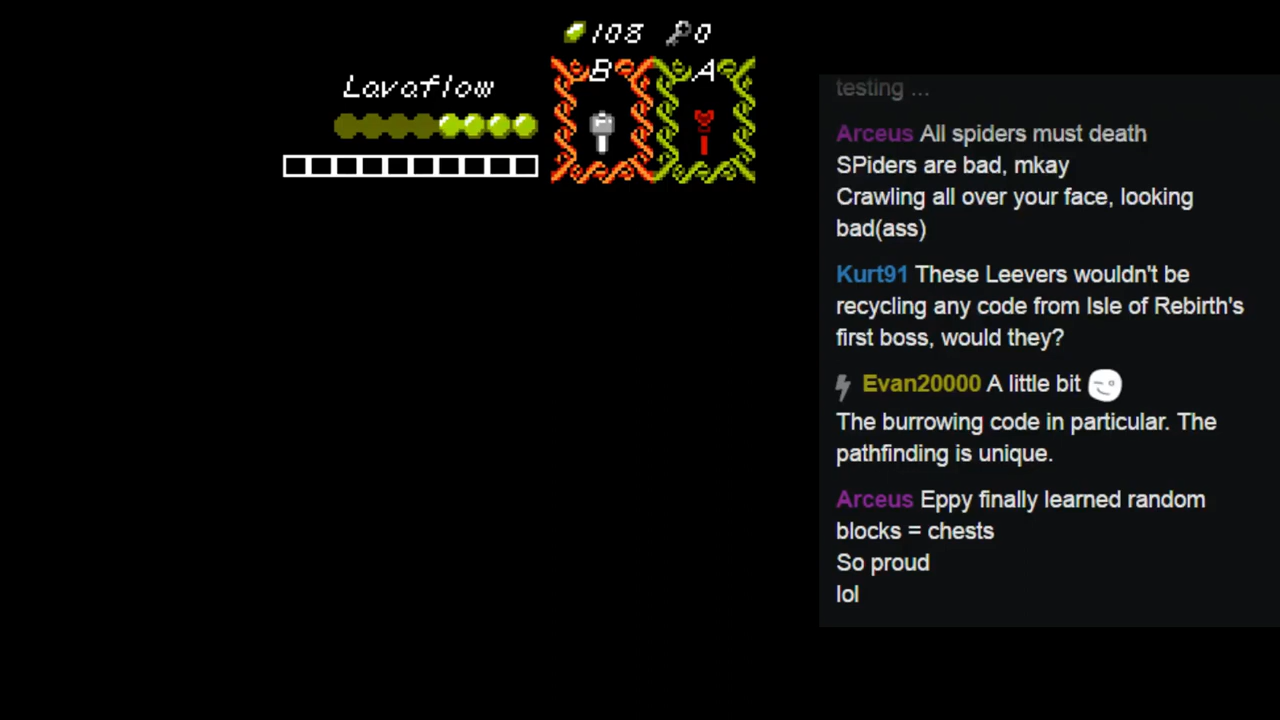 108 0
B A
Lavaflow
testing ...
Arceus All spiders must death
SPiders are bad, mkay
Crawling all over your face, looking
bad(ass)
Kurt91 These Leevers wouldn't be
recycling any code from Isle of Rebirth's
first boss, would they?
Evan20000 A little bit
The burrowing code in particular. The
pathfinding is unique.
Arceus Eppy finally learned random
blocks = chests
So proud
lol